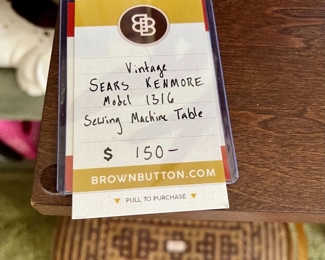 Vintage
SEARS KENMORE
Model 1316
Sewing Machine Table
$ 150-
BROWNBUTTON.COM
▼ PULL TO PURCHASE ▼